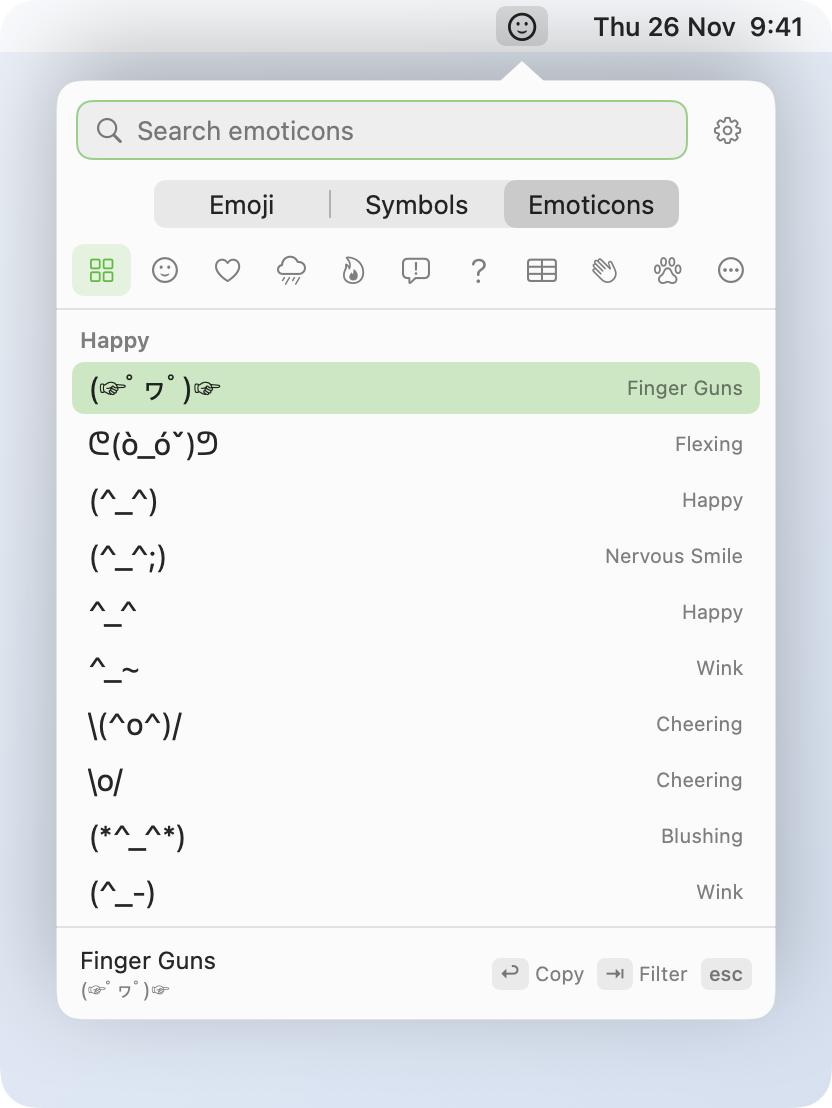 Thu 26 Nov 9:41
Search emoticons
Emoji
Symbols
Emoticons
Happy
(☞ﾟヮﾟ)☞ Finger Guns
ᕦ(ò_óˇ)ᕤ Flexing
(^_^) Happy
(^_^;) Nervous Smile
^_^ Happy
^_~ Wink
\(^o^)/ Cheering
\o/ Cheering
(*^_^*) Blushing
(^_-) Wink
Finger Guns
(☞ﾟヮﾟ)☞
Copy
Filter
esc